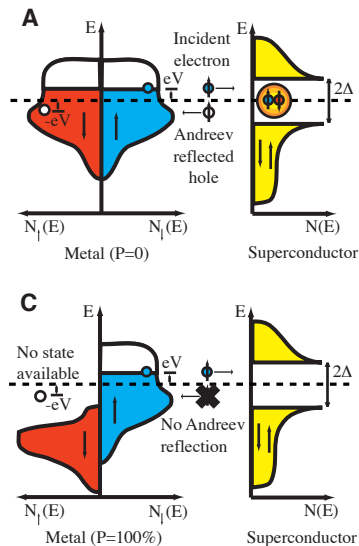 A
E
E
Incident
electron
eV
-eV
2Δ
Andreev
reflected
hole
N↑(E)
N↓(E)
N(E)
Metal (P=0)
Superconductor
C
E
E
No state
available
eV
-eV
2Δ
No Andreev
reflection
N↑(E)
N↓(E)
N(E)
Metal (P=100%)
Superconductor